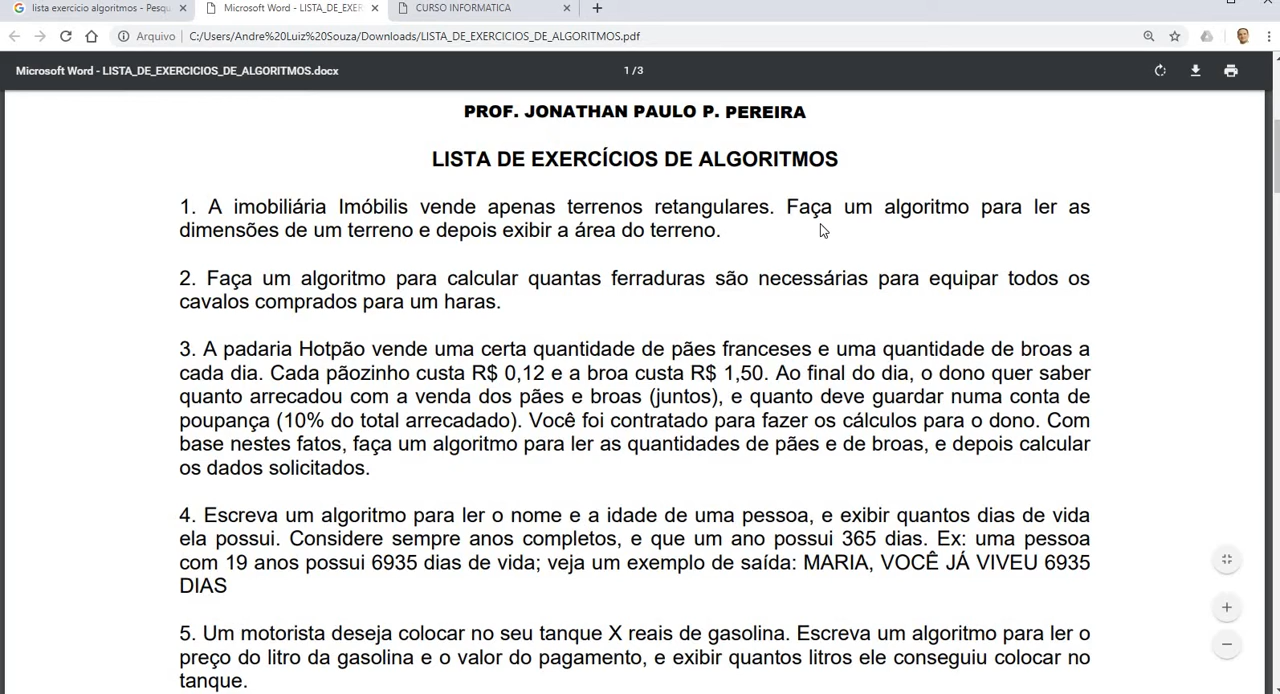 lista exercicio algoritmos - Pesqu
Microsoft Word - LISTA_DE_EXER
CURSO INFORMATICA
Arquivo
C:/Users/Andre%20Luiz%20Souza/Downloads/LISTA_DE_EXERCICIOS_DE_ALGORITMOS.pdf
Microsoft Word - LISTA_DE_EXERCICIOS_DE_ALGORITMOS.docx
1 / 3
PROF. JONATHAN PAULO P. PEREIRA
LISTA DE EXERCÍCIOS DE ALGORITMOS
1. A imobiliária Imóbilis vende apenas terrenos retangulares. Faça um algoritmo para ler as
dimensões de um terreno e depois exibir a área do terreno.
2. Faça um algoritmo para calcular quantas ferraduras são necessárias para equipar todos os
cavalos comprados para um haras.
3. A padaria Hotpão vende uma certa quantidade de pães franceses e uma quantidade de broas a
cada dia. Cada pãozinho custa R$ 0,12 e a broa custa R$ 1,50. Ao final do dia, o dono quer saber
quanto arrecadou com a venda dos pães e broas (juntos), e quanto deve guardar numa conta de
poupança (10% do total arrecadado). Você foi contratado para fazer os cálculos para o dono. Com
base nestes fatos, faça um algoritmo para ler as quantidades de pães e de broas, e depois calcular
os dados solicitados.
4. Escreva um algoritmo para ler o nome e a idade de uma pessoa, e exibir quantos dias de vida
ela possui. Considere sempre anos completos, e que um ano possui 365 dias. Ex: uma pessoa
com 19 anos possui 6935 dias de vida; veja um exemplo de saída: MARIA, VOCÊ JÁ VIVEU 6935
DIAS
5. Um motorista deseja colocar no seu tanque X reais de gasolina. Escreva um algoritmo para ler o
preço do litro da gasolina e o valor do pagamento, e exibir quantos litros ele conseguiu colocar no
tanque.